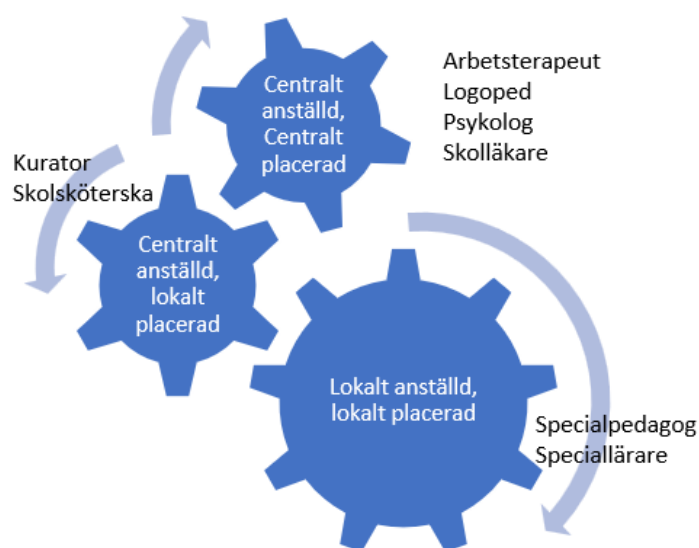 Centralt
anställd,
Centralt
placerad
Arbetsterapeut
Logoped
Psykolog
Skolläkare
Kurator
Skolsköterska
Centralt
anställd,
lokalt
placerad
Lokalt anställd,
lokalt placerad
Specialpedagog
Speciallärare